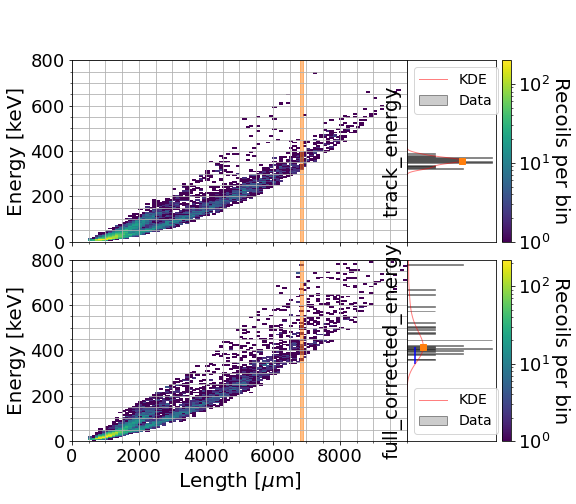 800
600
400
200
0
Energy [keV]
track_energy
KDE
Data
10²
10¹
10⁰
Recoils per bin
800
600
400
200
0
Energy [keV]
full_corrected_energy
KDE
Data
10²
10¹
10⁰
Recoils per bin
0 2000 4000 6000 8000
Length [μm]